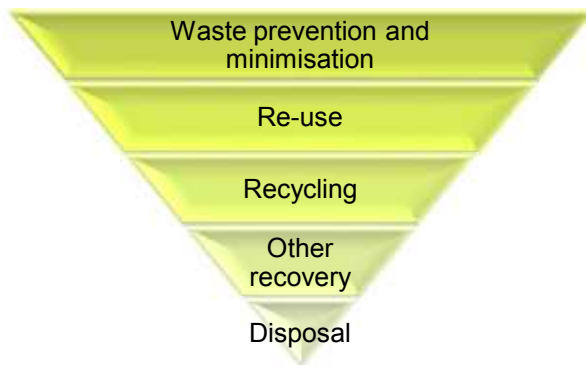 Waste prevention and
minimisation
Re-use
Recycling
Other
recovery
Disposal